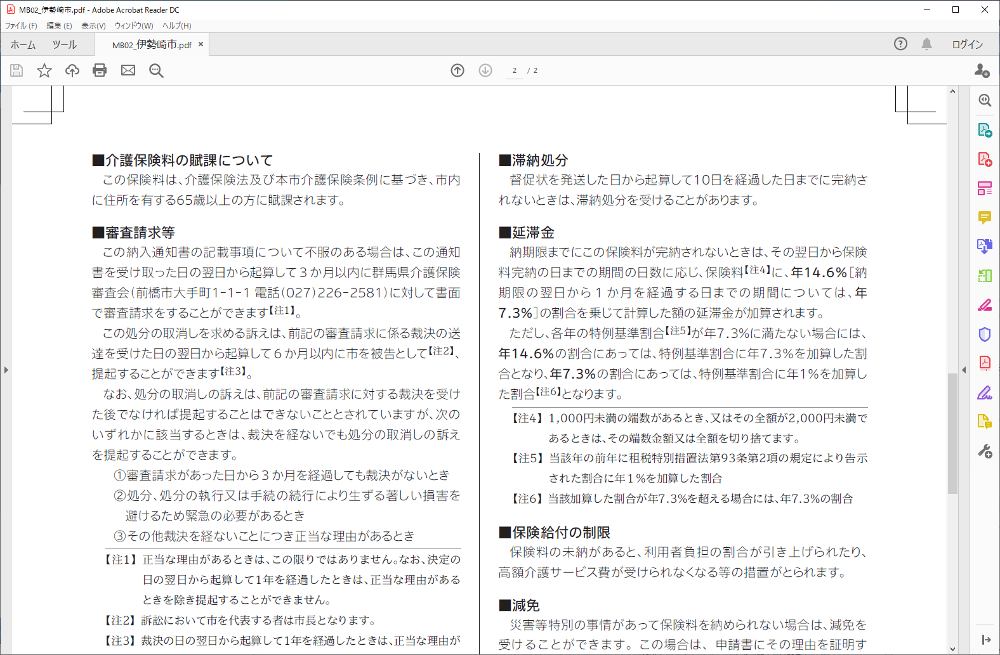 MB02_伊勢崎市.pdf - Adobe Acrobat Reader DC
ファイル(F) 編集(E) 表示(V) ウィンドウ(W) ヘルプ(H)
ホーム ツール MB02_伊勢崎市.pdf × ログイン
2 / 2
■介護保険料の賦課について
この保険料は、介護保険法及び本市介護保険条例に基づき、市内
に住所を有する65歳以上の方に賦課されます。
■審査請求等
この納入通知書の記載事項について不服のある場合は、この通知
書を受け取った日の翌日から起算して３か月以内に群馬県介護保険
審査会(前橋市大手町1-1-1 電話(027)226-2581)に対して書面
で審査請求をすることができます【注1】。
この処分の取消しを求める訴えは、前記の審査請求に係る裁決の送
達を受けた日の翌日から起算して６か月以内に市を被告として【注2】、
提起することができます【注3】。
なお、処分の取消しの訴えは、前記の審査請求に対する裁決を受け
た後でなければ提起することはできないこととされていますが、次の
いずれかに該当するときは、裁決を経ないでも処分の取消しの訴え
を提起することができます。
①審査請求があった日から３か月を経過しても裁決がないとき
②処分、処分の執行又は手続の続行により生ずる著しい損害を
避けるため緊急の必要があるとき
③その他裁決を経ないことにつき正当な理由があるとき
【注1】正当な理由があるときは、この限りではありません。なお、決定の
日の翌日から起算して1年を経過したときは、正当な理由がある
ときを除き提起することができません。
【注2】訴訟において市を代表する者は市長となります。
【注3】裁決の日の翌日から起算して1年を経過したときは、正当な理由が
■滞納処分
督促状を発送した日から起算して10日を経過した日までに完納さ
れないときは、滞納処分を受けることがあります。
■延滞金
納期限までにこの保険料が完納されないときは、その翌日から保険
料完納の日までの期間の日数に応じ、保険料【注4】に、年14.6%［納
期限の翌日から１か月を経過する日までの期間については、年
7.3%］の割合を乗じて計算した額の延滞金が加算されます。
ただし、各年の特例基準割合【注5】が年7.3%に満たない場合には、
年14.6%の割合にあっては、特例基準割合に年7.3%を加算した割
合となり、年7.3%の割合にあっては、特例基準割合に年1%を加算し
た割合【注6】となります。
【注4】1,000円未満の端数があるとき、又はその全額が2,000円未満で
あるときは、その端数金額又は全額を切り捨てます。
【注5】当該年の前年に租税特別措置法第93条第2項の規定により告示
された割合に年１%を加算した割合
【注6】当該加算した割合が年7.3%を超える場合には、年7.3%の割合
■保険給付の制限
保険料の未納があると、利用者負担の割合が引き上げられたり、
高額介護サービス費が受けられなくなる等の措置がとられます。
■減免
災害等特別の事情があって保険料を納められない場合は、減免を
受けることができます。この場合は、申請書にその理由を証明す